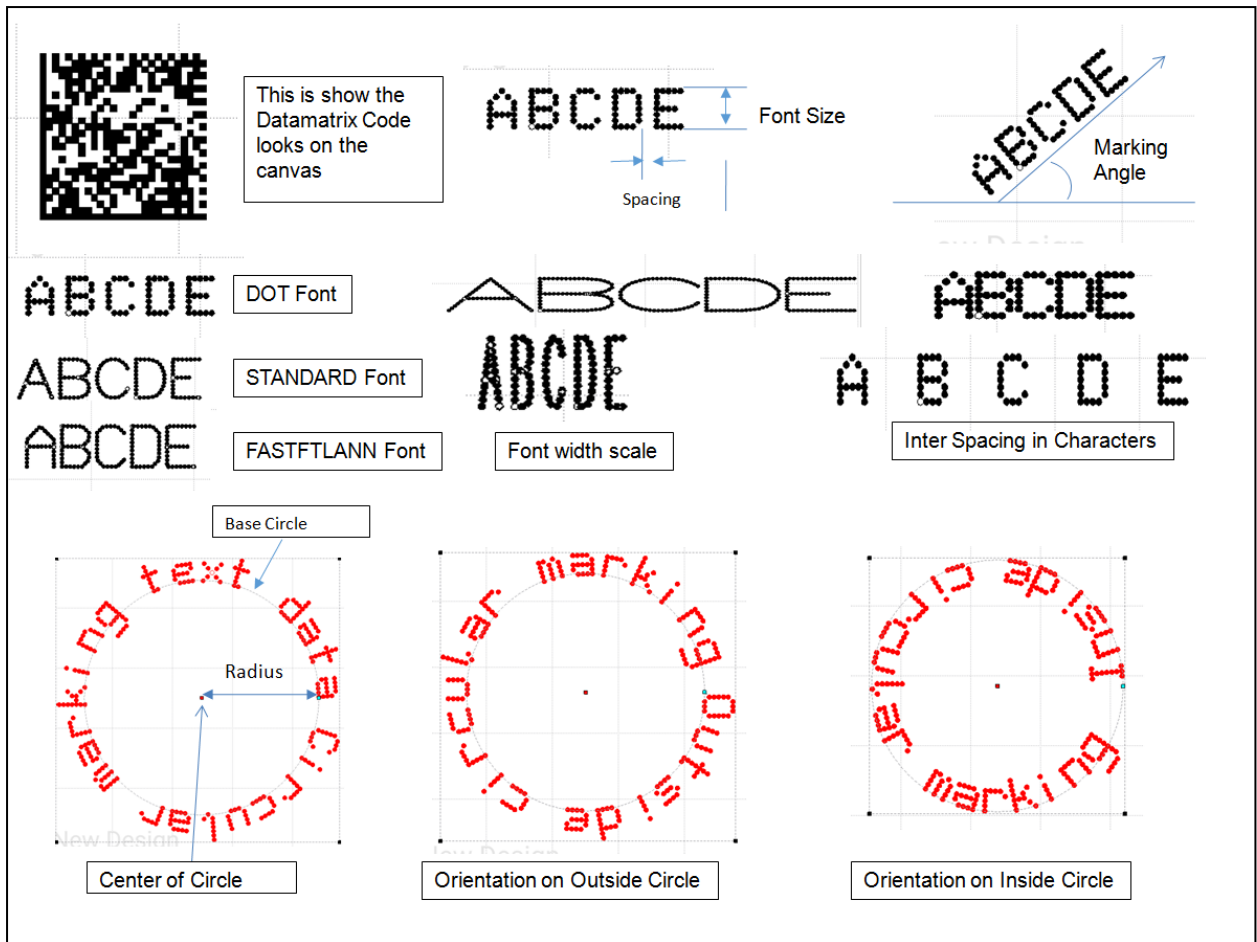 This is show the
Datamatrix Code
looks on the
canvas
ABCDE
Font Size
Spacing
ABCDE
Marking
Angle
ABCDE
DOT Font
ABCDE
ABCDE
ABCDE
STANDARD Font
ABCDE
A B C D E
ABCDE
FASTFTLANN Font
Font width scale
Inter Spacing in Characters
Base Circle
date text marking circular
Radius
New Design
Center of Circle
circular marking
Orientation on Outside Circle
circular marking
Orientation on Inside Circle